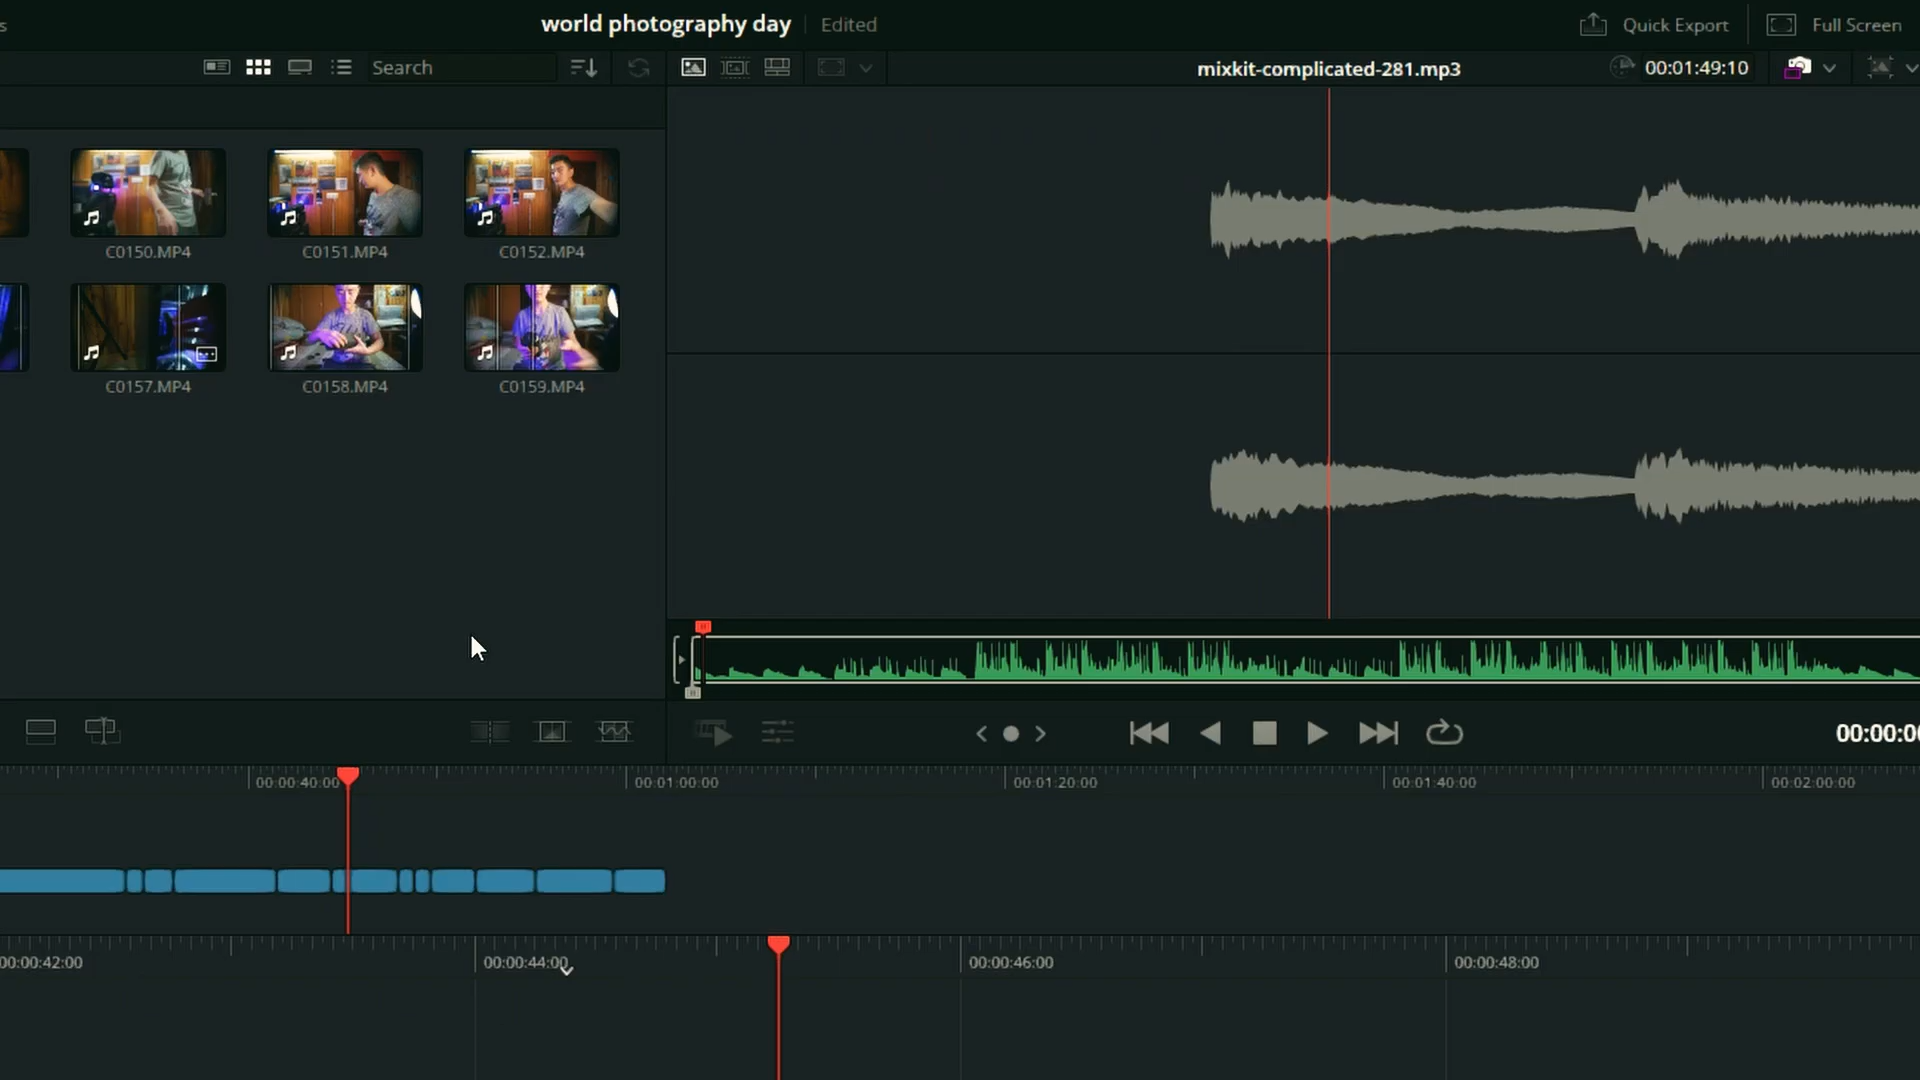 s
world photography day
Edited
Quick Export
Full Screen
Search
mixkit-complicated-281.mp3
00:01:49:10
C0150.MP4
C0151.MP4
C0152.MP4
C0157.MP4
C0158.MP4
C0159.MP4
00:00:0
00:00:40:00
00:01:00:00
00:01:20:00
00:01:40:00
00:02:00:00
00:00:42:00
00:00:44:00
00:00:46:00
00:00:48:00